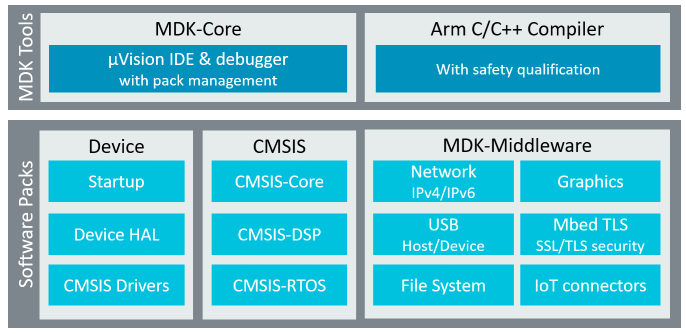 MDK Tools
MDK-Core
µVision IDE & debugger
with pack management
Arm C/C++ Compiler
With safety qualification
Software Packs
Device
Startup
Device HAL
CMSIS Drivers
CMSIS
CMSIS-Core
CMSIS-DSP
CMSIS-RTOS
MDK-Middleware
Network
IPv4/IPv6
Graphics
USB
Host/Device
Mbed TLS
SSL/TLS security
File System
IoT connectors